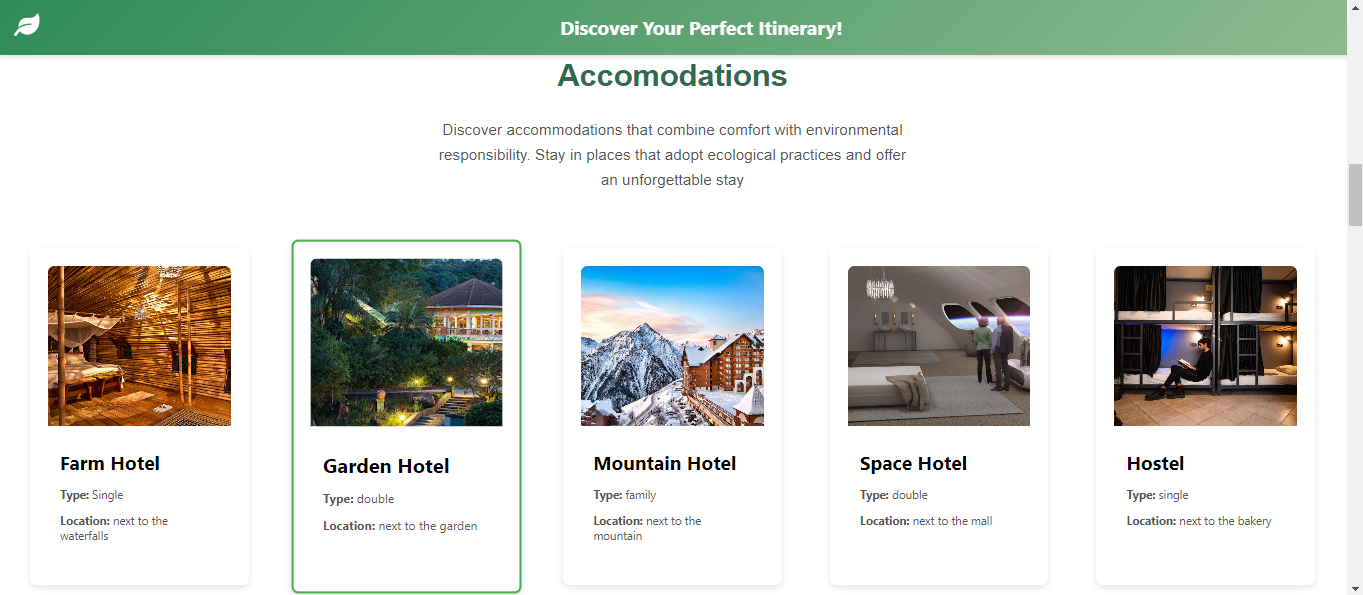 Discover Your Perfect Itinerary!
Accomodations
Discover accommodations that combine comfort with environmental
responsibility. Stay in places that adopt ecological practices and offer
an unforgettable stay
Farm Hotel
Type: Single
Location: next to the
waterfalls
Garden Hotel
Type: double
Location: next to the garden
Mountain Hotel
Type: family
Location: next to the
mountain
Space Hotel
Type: double
Location: next to the mall
Hostel
Type: single
Location: next to the bakery